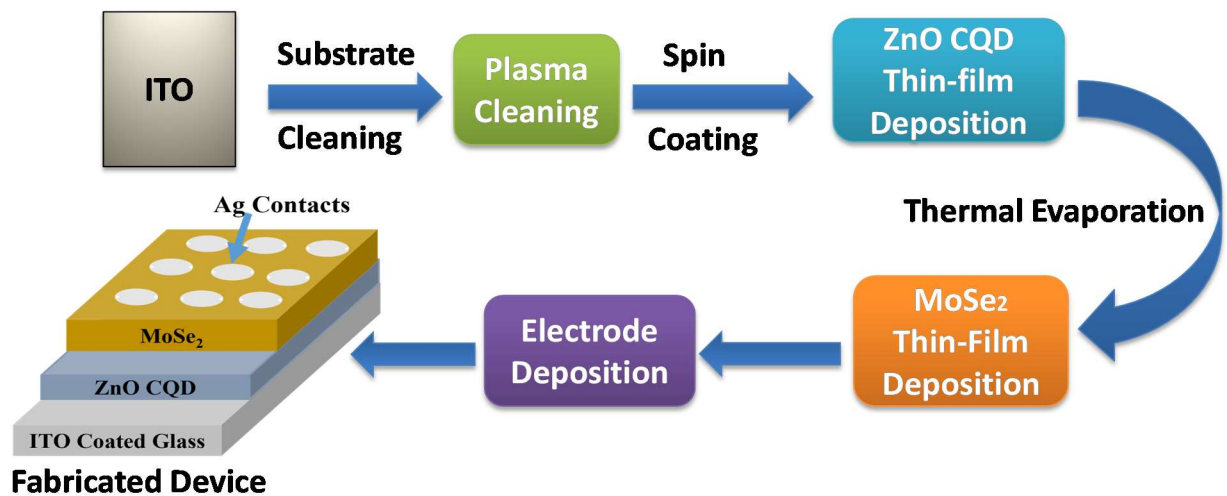 ITO
Substrate
Cleaning
Plasma
Cleaning
Spin
Coating
ZnO CQD
Thin-film
Deposition
Thermal Evaporation
MoSe₂
Thin-Film
Deposition
Electrode
Deposition
Ag Contacts
MoSe₂
ZnO CQD
ITO Coated Glass
Fabricated Device